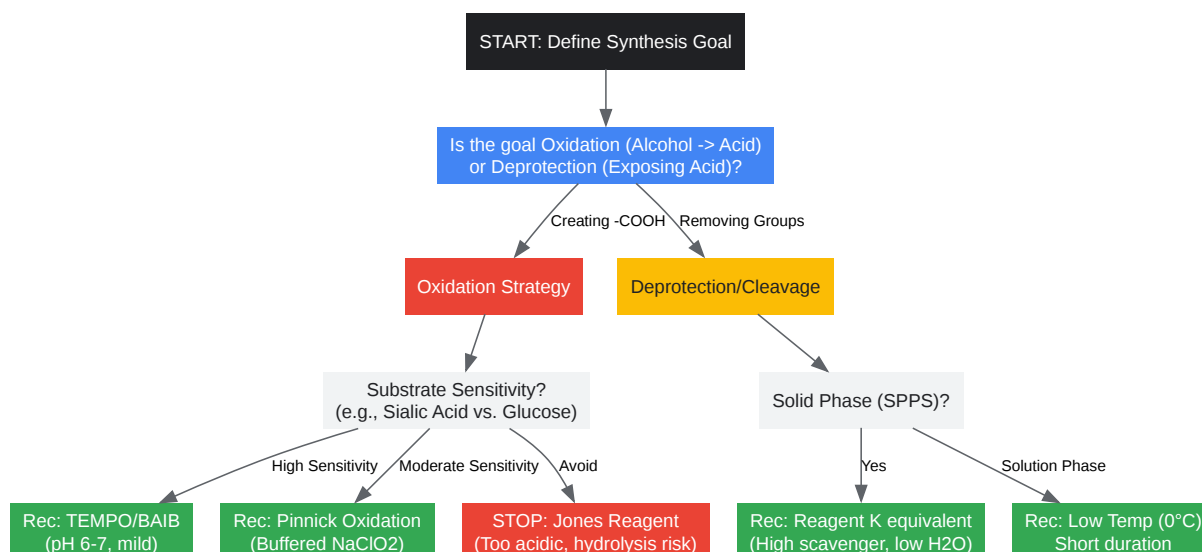 START: Define Synthesis Goal
Is the goal Oxidation (Alcohol -> Acid)
or Deprotection (Exposing Acid)?
Creating -COOH
Removing Groups
Oxidation Strategy
Deprotection/Cleavage
Substrate Sensitivity?
(e.g., Sialic Acid vs. Glucose)
Solid Phase (SPPS)?
High Sensitivity
Moderate Sensitivity
Avoid
Yes
Solution Phase
Rec: TEMPO/BAIB
(pH 6-7, mild)
Rec: Pinnick Oxidation
(Buffered NaClO2)
STOP: Jones Reagent
(Too acidic, hydrolysis risk)
Rec: Reagent K equivalent
(High scavenger, low H2O)
Rec: Low Temp (0°C)
Short duration